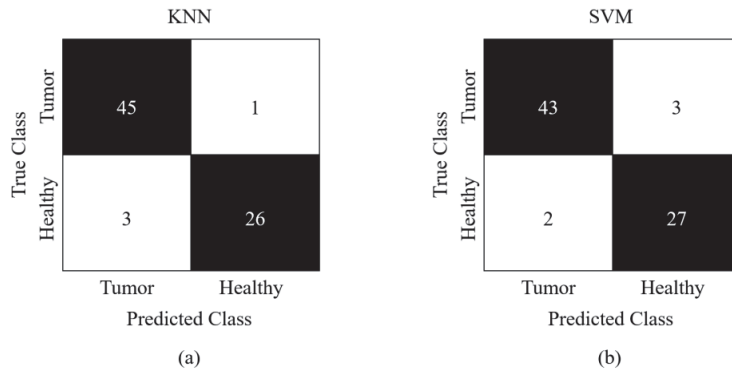 KNN
True Class
Tumor
45 1
Healthy
3 26
Tumor Healthy
Predicted Class
(a)
SVM
True Class
Tumor
43 3
Healthy
2 27
Tumor Healthy
Predicted Class
(b)